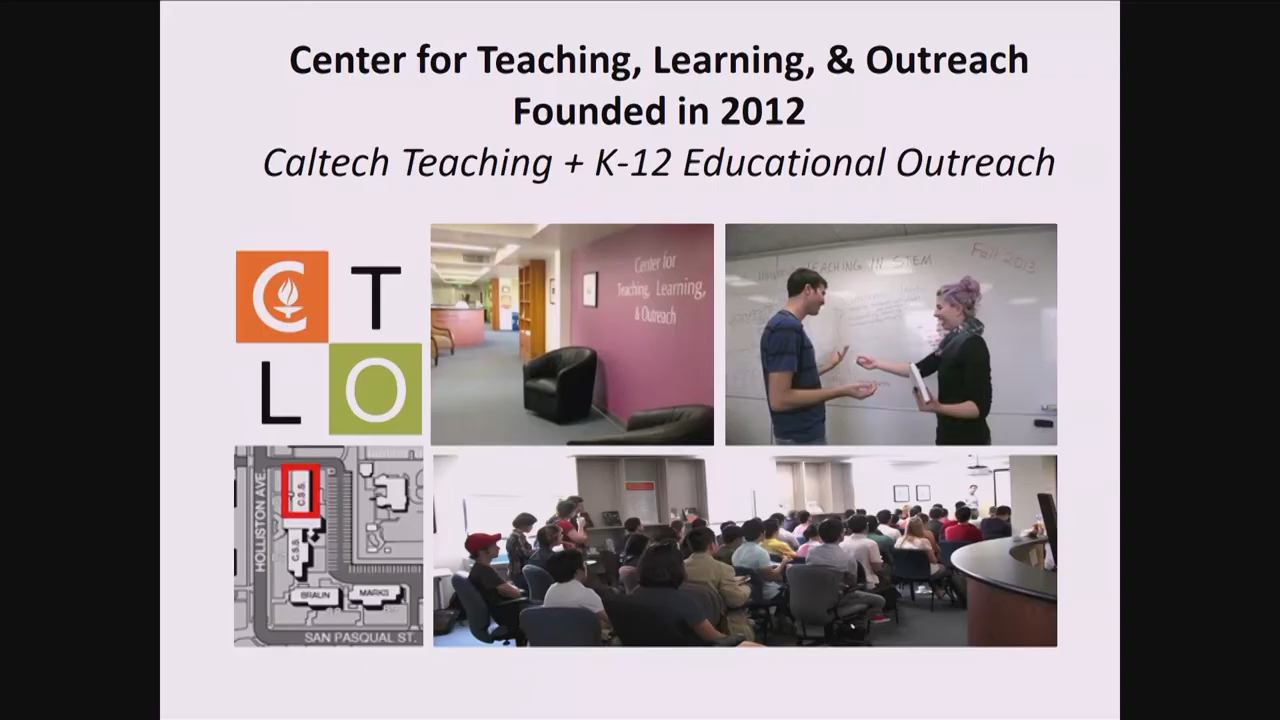 Center for Teaching, Learning, & Outreach
Founded in 2012
Caltech Teaching + K-12 Educational Outreach
C T
L O
Center for
Teaching, Learning,
& Outreach
TEACHING IN STEM
Fall 2013
HOLLISTON AVE.
C.S.S.
C.S.B.
BRAUN
MARKS
SAN PASQUAL ST.